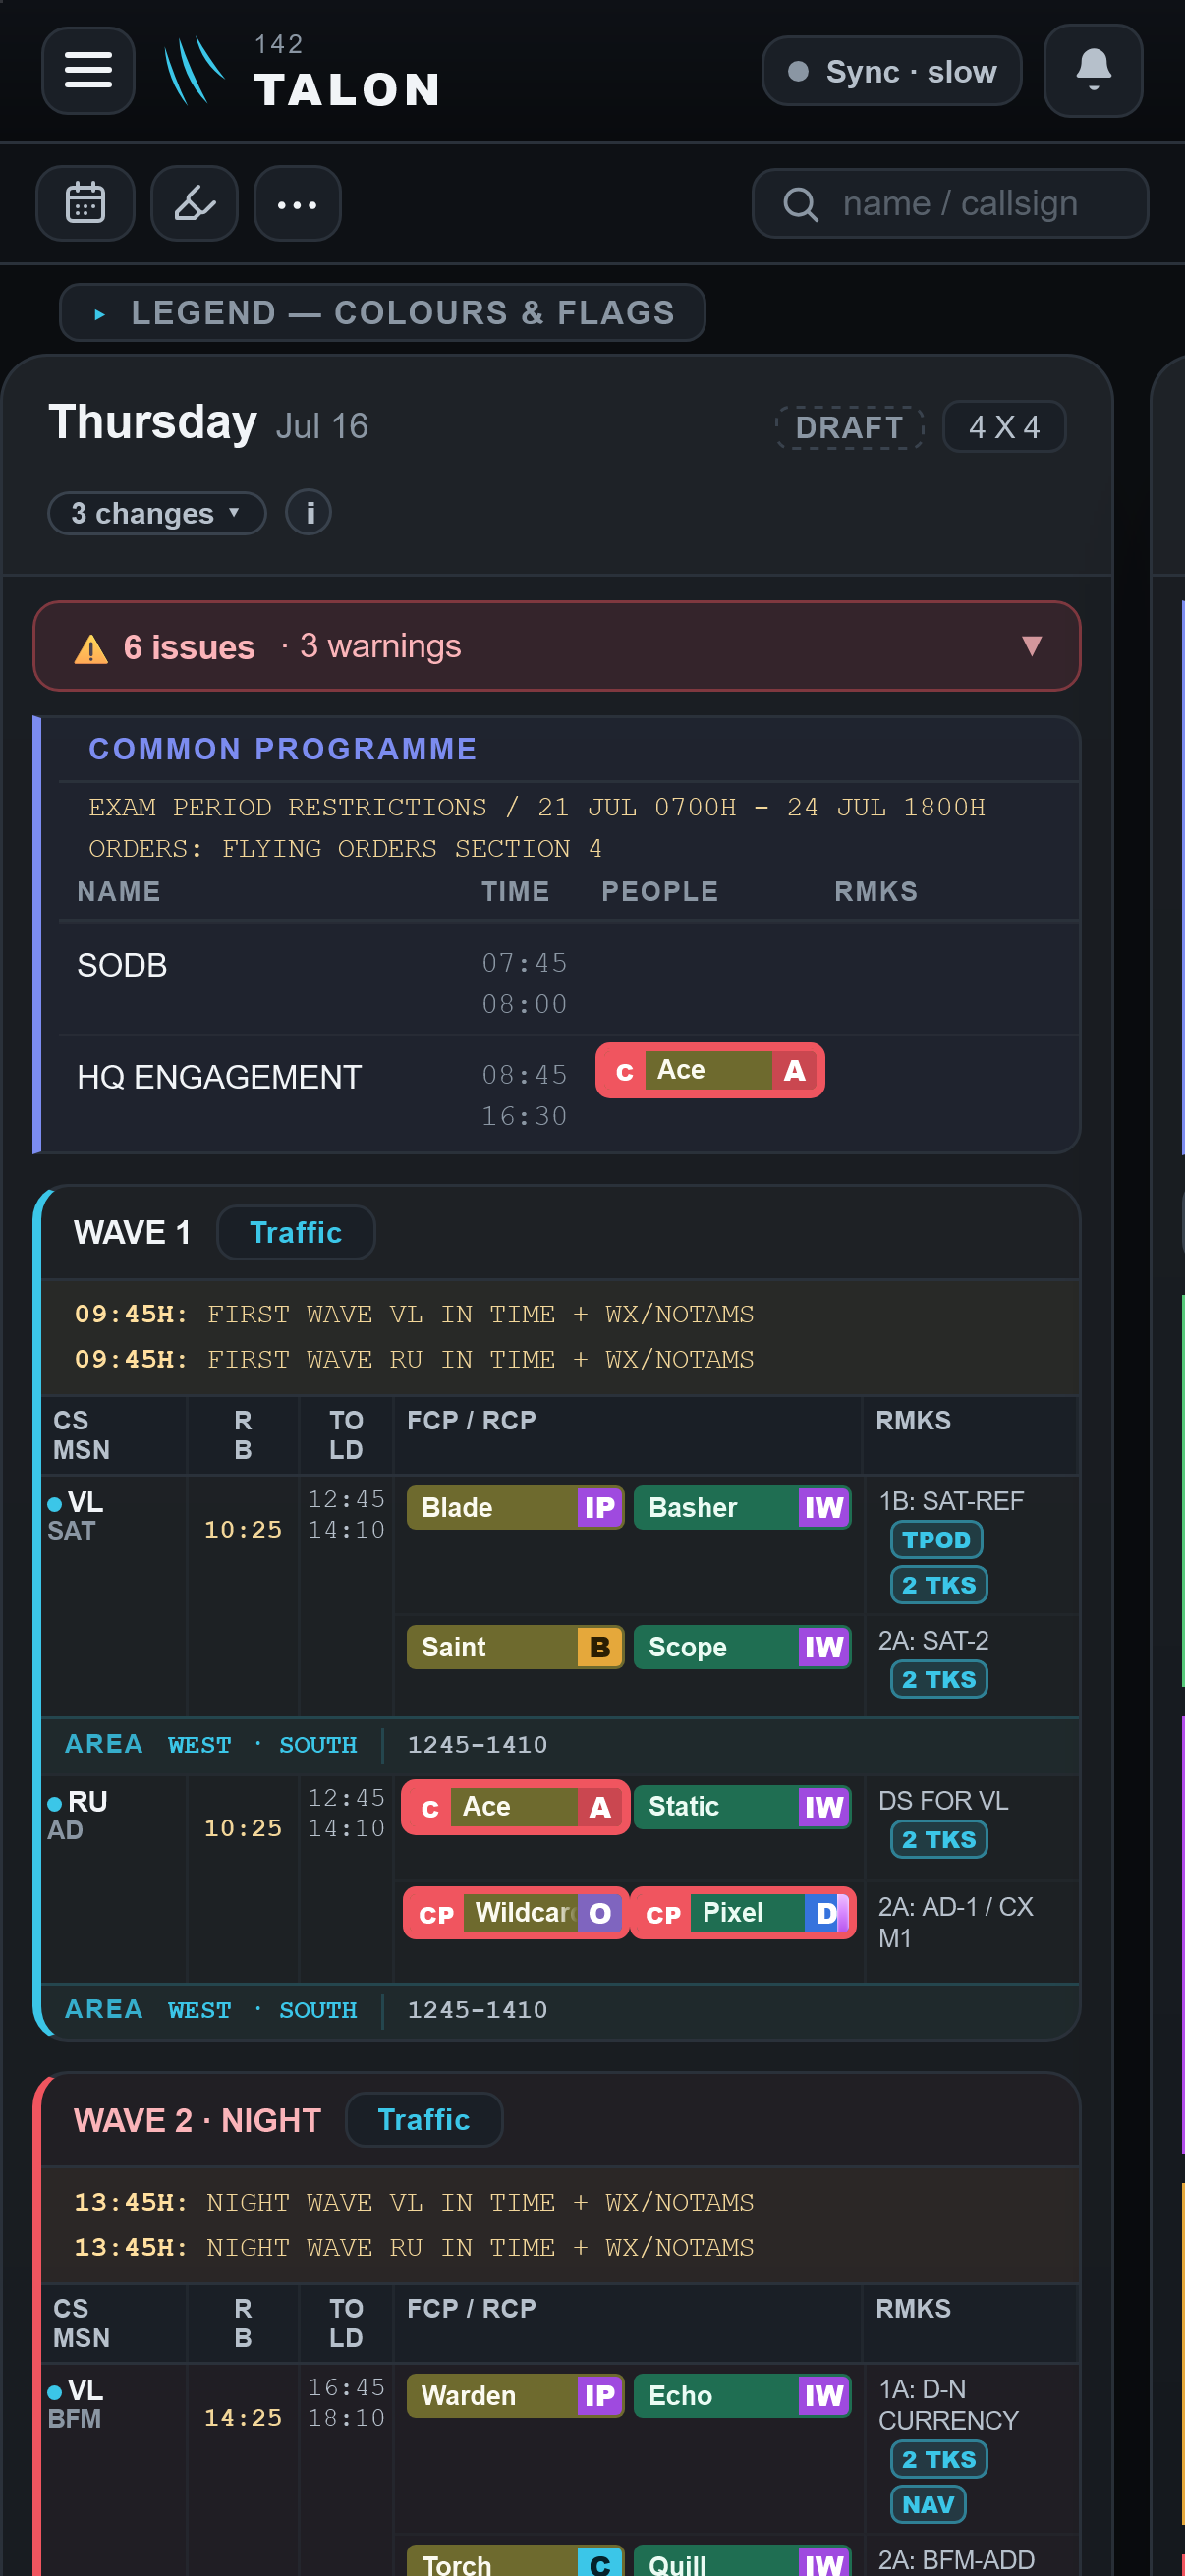 142
TALON
Sync · slow
name / callsign
LEGEND — COLOURS & FLAGS
Thursday Jul 16
DRAFT
4 X 4
3 changes
i
6 issues · 3 warnings
COMMON PROGRAMME
EXAM PERIOD RESTRICTIONS / 21 JUL 0700H - 24 JUL 1800H
ORDERS: FLYING ORDERS SECTION 4
NAME TIME PEOPLE RMKS
SODB 07:45
08:00
HQ ENGAGEMENT 08:45 C Ace A
16:30
WAVE 1 Traffic
09:45H: FIRST WAVE VL IN TIME + WX/NOTAMS
09:45H: FIRST WAVE RU IN TIME + WX/NOTAMS
CS R TO FCP / RCP RMKS
MSN B LD
VL 12:45 Blade IP Basher IW 1B: SAT-REF
SAT 10:25 14:10
TPOD
2 TKS
Saint B Scope IW 2A: SAT-2
2 TKS
AREA WEST · SOUTH 1245-1410
RU 12:45 C Ace A Static IW DS FOR VL
AD 10:25 14:10 2 TKS
CP Wildcar O CP Pixel D 2A: AD-1 / CX
M1
AREA WEST · SOUTH 1245-1410
WAVE 2 · NIGHT Traffic
13:45H: NIGHT WAVE VL IN TIME + WX/NOTAMS
13:45H: NIGHT WAVE RU IN TIME + WX/NOTAMS
CS R TO FCP / RCP RMKS
MSN B LD
VL 16:45 Warden IP Echo IW 1A: D-N
BFM 14:25 18:10 CURRENCY
2 TKS
NAV
Torch C Quill IW 2A: BFM-ADD